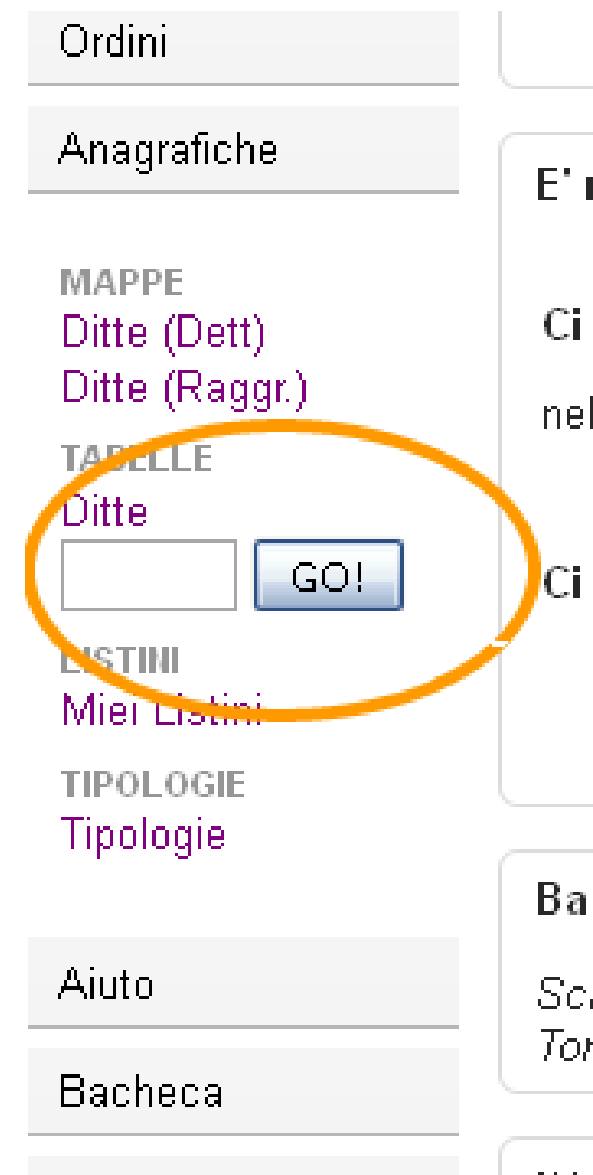 Ordini
Anagrafiche
MAPPE
Ditte (Dett)
Ditte (Raggr.)
TABELLE
Ditte
GO!
LISTINI
Miei Listini
TIPOLOGIE
Tipologie
Aiuto
Bacheca
E'
Ci
nel
Ci
Ba